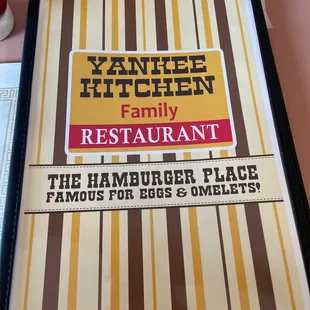 YANKEE
KITCHEN
Family
RESTAURANT
THE HAMBURGER PLACE
FAMOUS FOR EGGS & OMELETS!